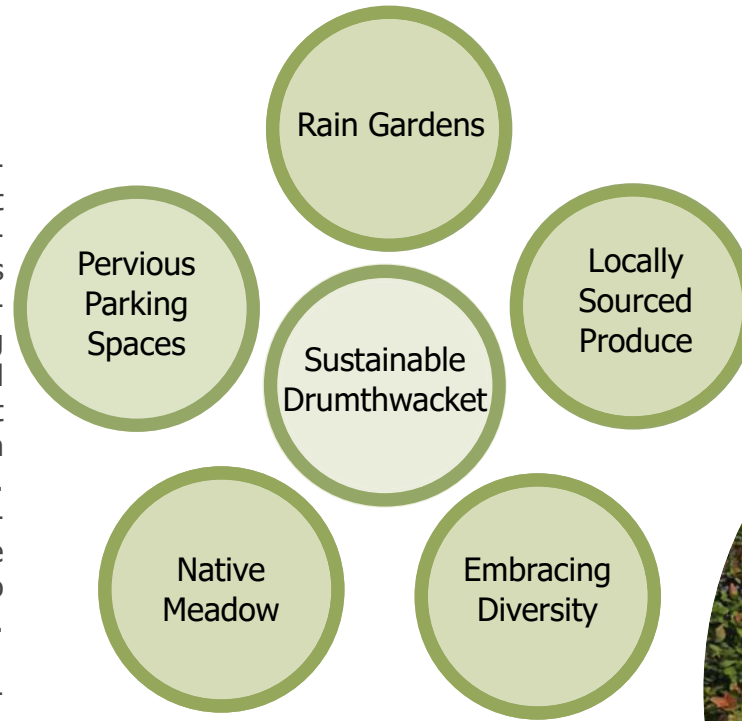 Rain Gardens
Pervious
Parking
Spaces
Locally
Sourced
Produce
Sustainable
Drumthwacket
Native
Meadow
Embracing
Diversity